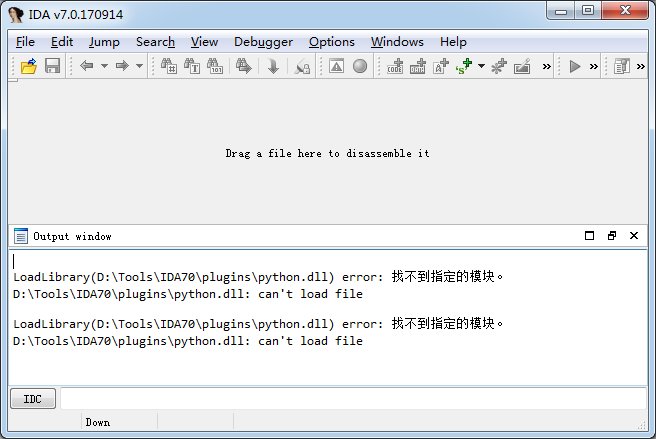 IDA v7.0.170914
File Edit Jump Search View Debugger Options Windows Help
Drag a file here to disassemble it
Output window
LoadLibrary(D:\Tools\IDA70\plugins\python.dll) error: 找不到指定的模块。
D:\Tools\IDA70\plugins\python.dll: can't load file
LoadLibrary(D:\Tools\IDA70\plugins\python.dll) error: 找不到指定的模块。
D:\Tools\IDA70\plugins\python.dll: can't load file
IDC
Down